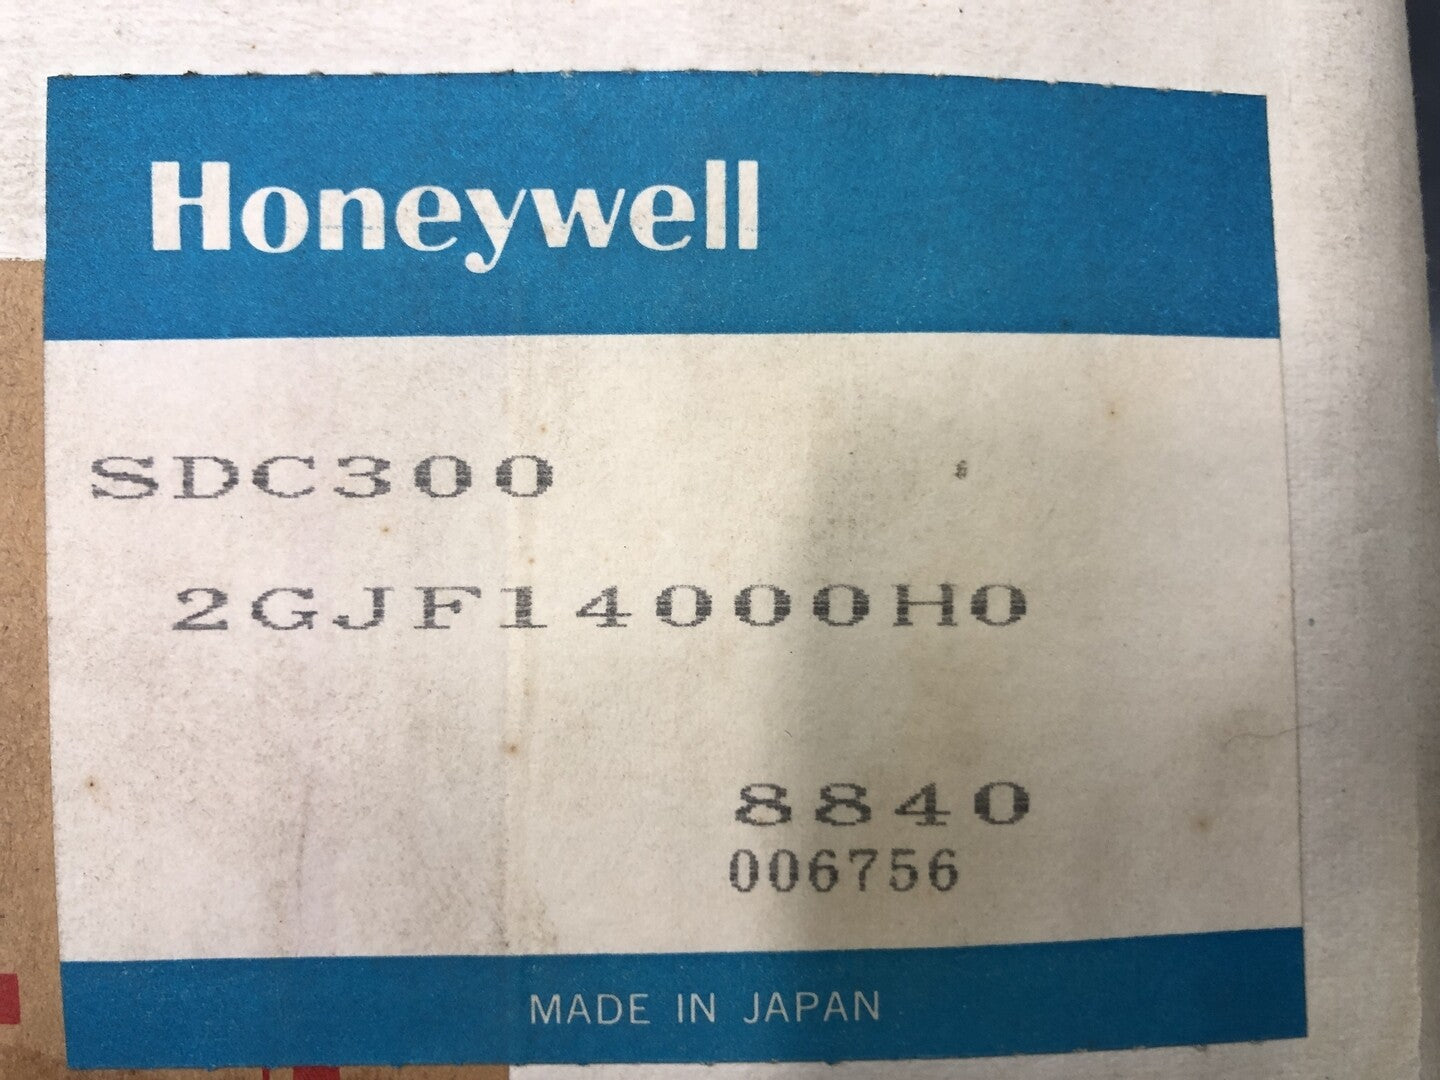 Honeywell
SDC300
2GJF14000H0
8840
006756
MADE IN JAPAN